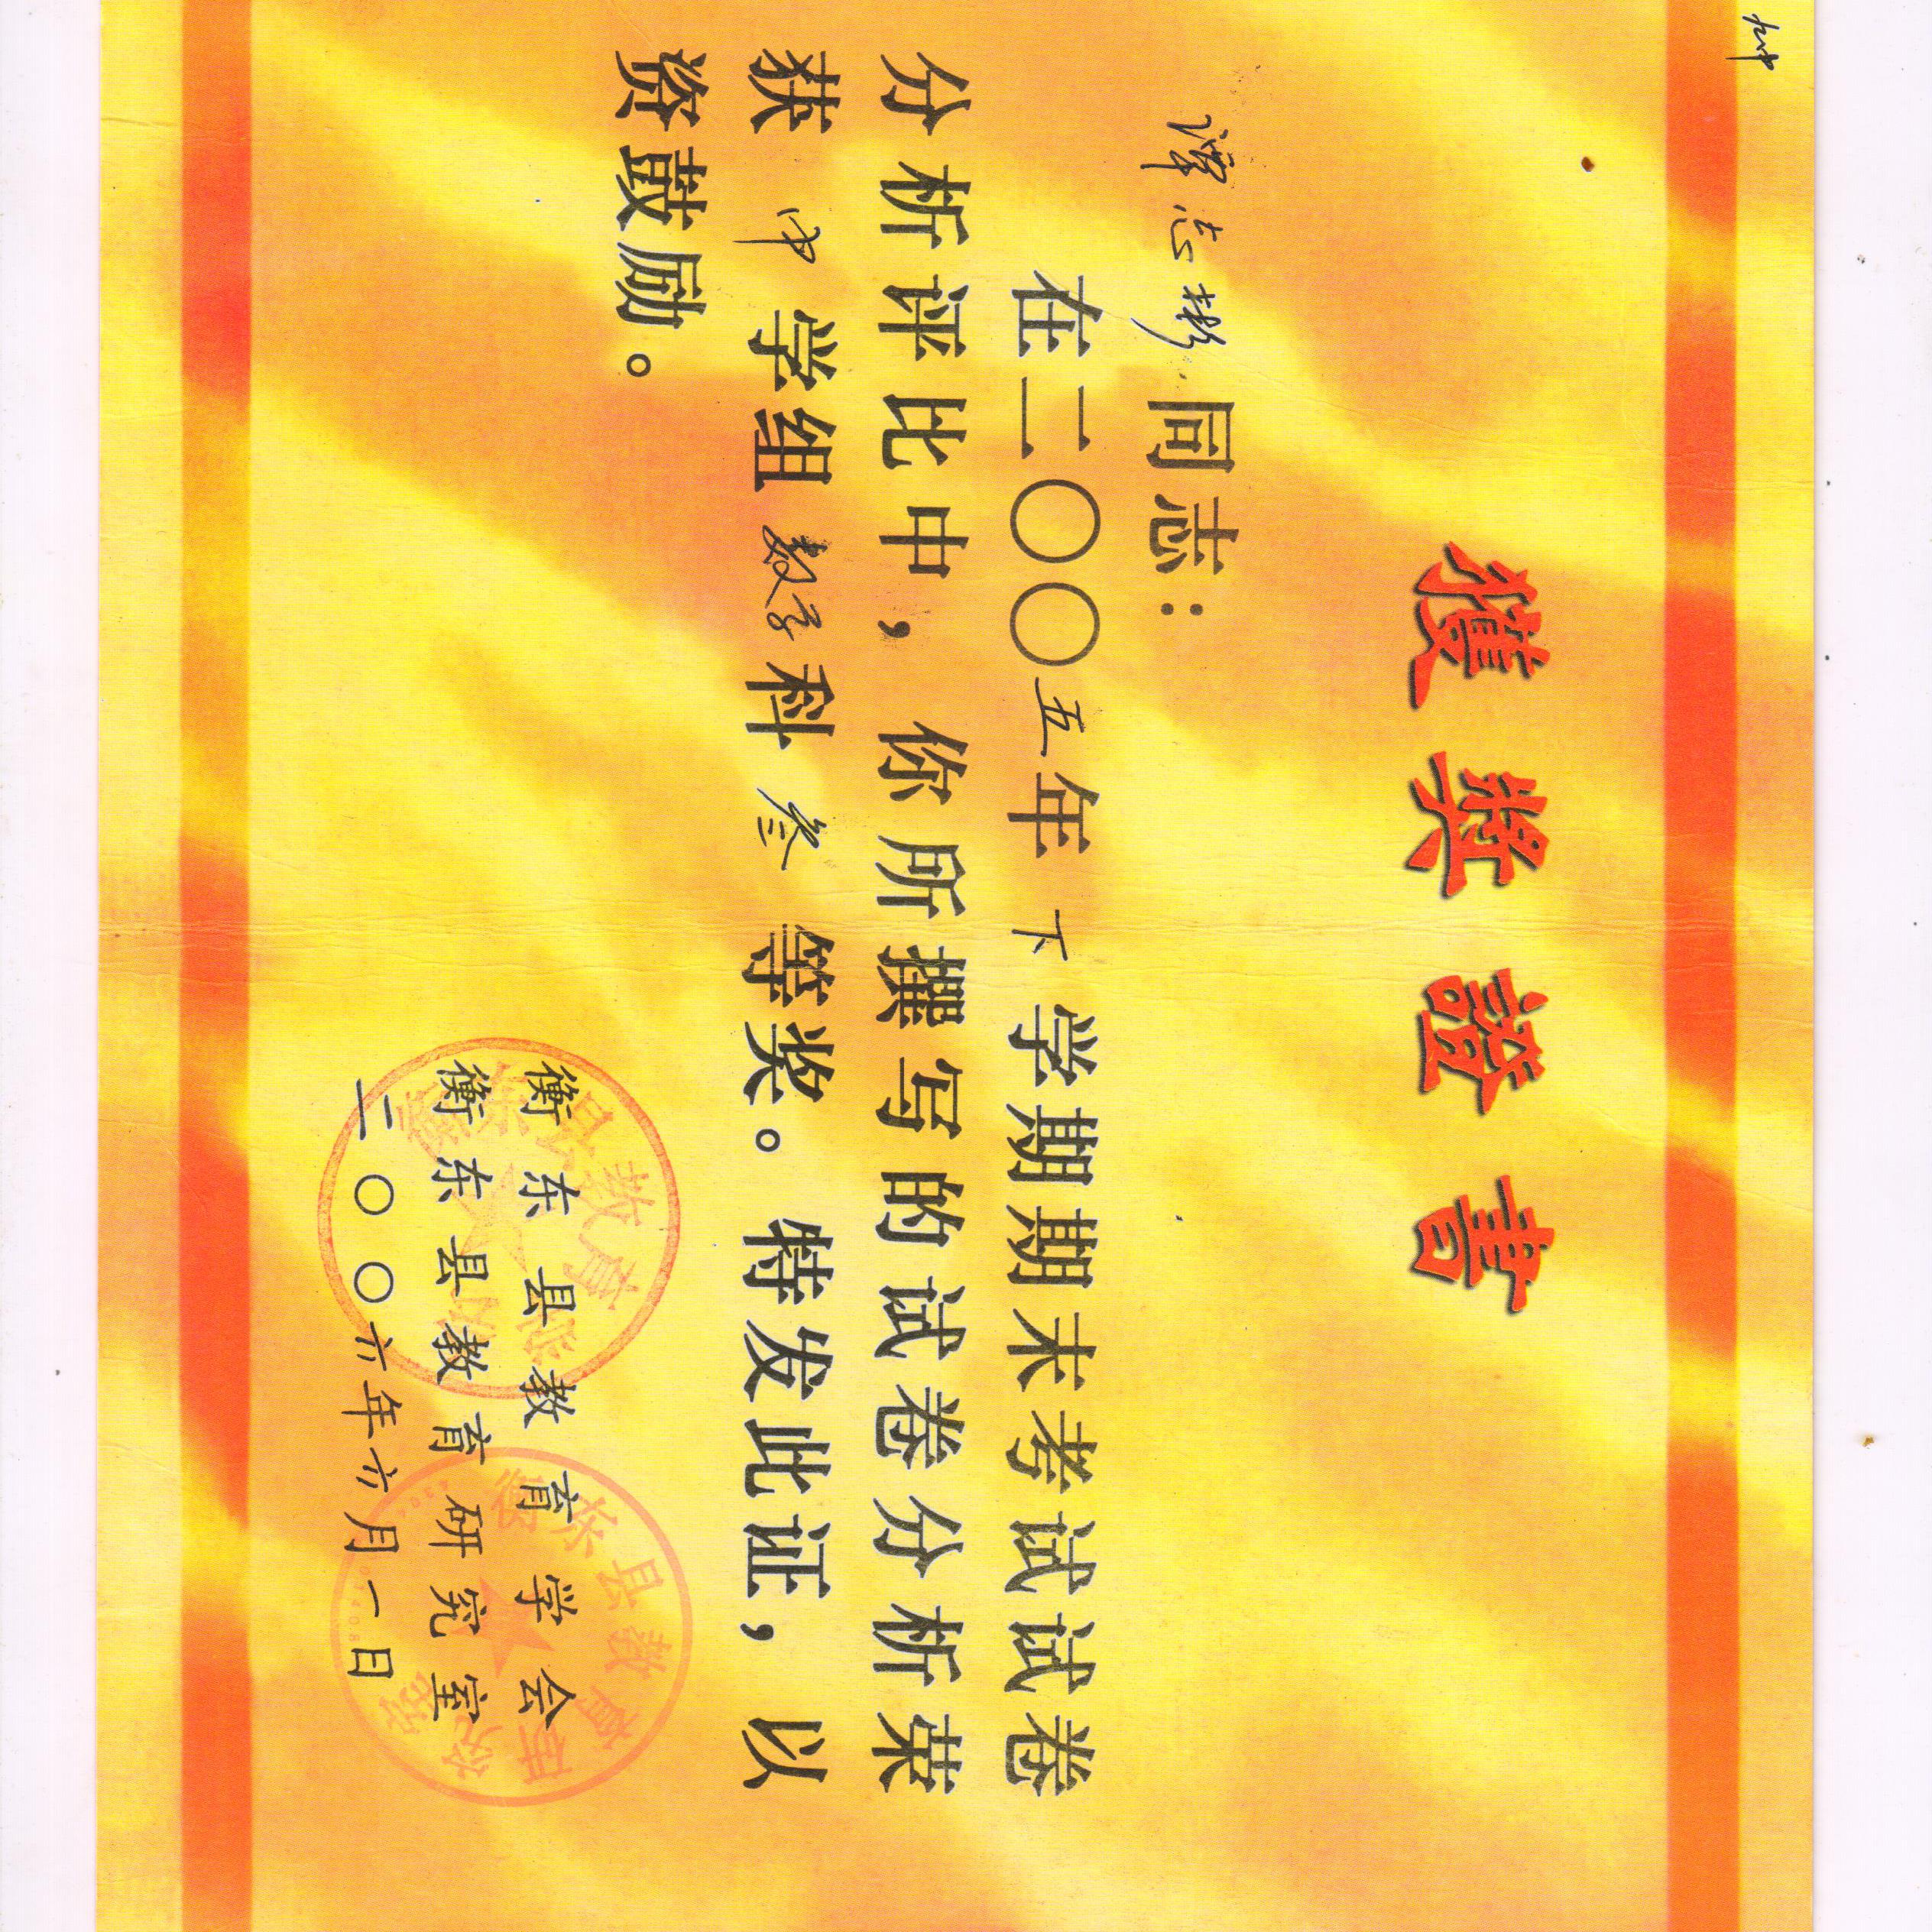 獲奬證書
谭志彬同志：
在二〇〇五年下学期期末考试试卷
分析评比中，你所撰写的试卷分析荣
获中学组数学科叁等奖。特发此证，以
资鼓励。
衡东县教育学会
衡东县教育研究室
二〇〇六年六月一日
衡东县教育学会
衡东县教育研究室